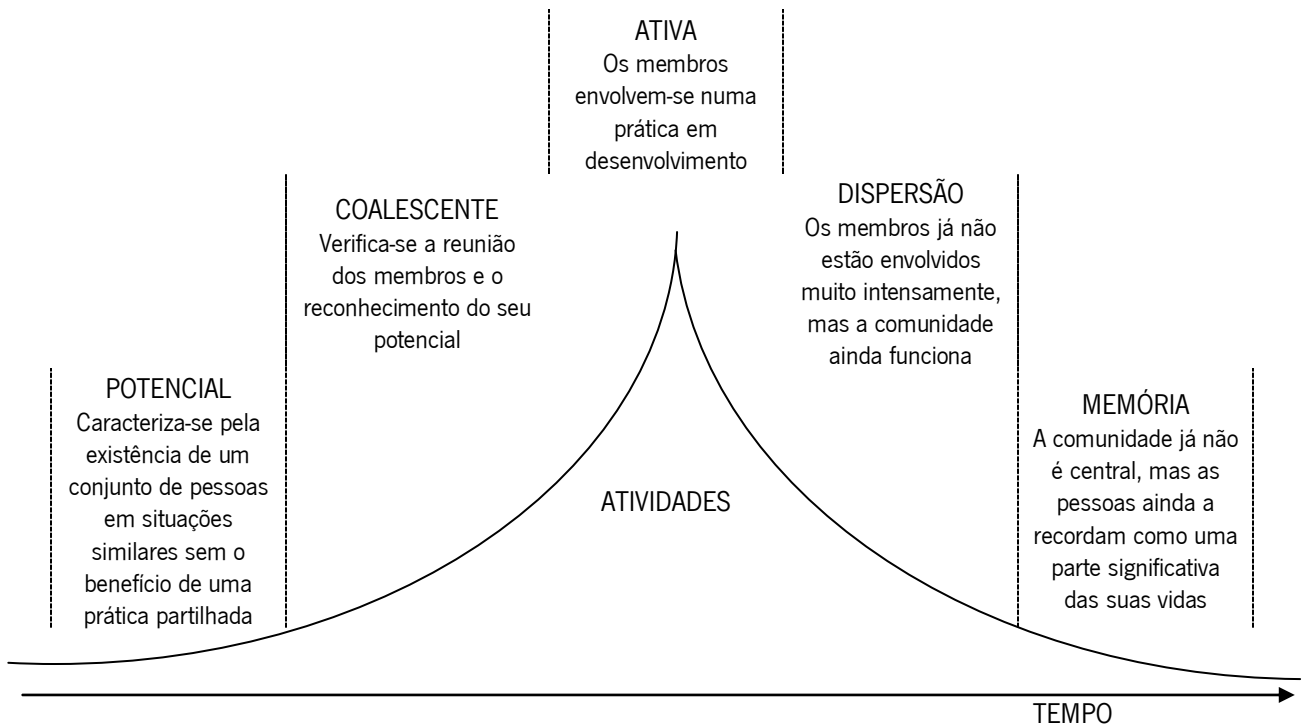 ATIVA
Os membros
envolvem-se numa
prática em
desenvolvimento
COALESCENTE
Verifica-se a reunião
dos membros e o
reconhecimento do seu
potencial
DISPERSÃO
Os membros já não
estão envolvidos
muito intensamente,
mas a comunidade
ainda funciona
POTENCIAL
Caracteriza-se pela
existência de um
conjunto de pessoas
em situações
similares sem o
benefício de uma
prática partilhada
MEMÓRIA
A comunidade já não
é central, mas as
pessoas ainda a
recordam como uma
parte significativa
das suas vidas
ATIVIDADES
TEMPO